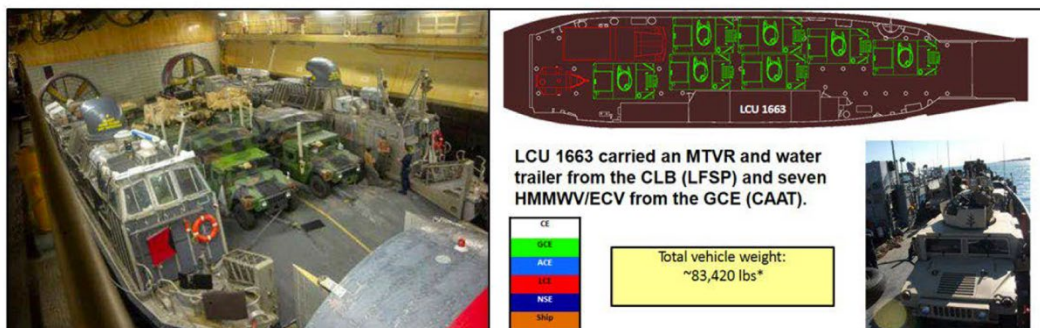 LCU 1663
LCU 1663 carried an MTVR and water
trailer from the CLB (LFSP) and seven
HMMWV/ECV from the GCE (CAAT).
CE
GCE
ACE
LCE
NSE
Ship
Total vehicle weight:
~83,420 lbs*